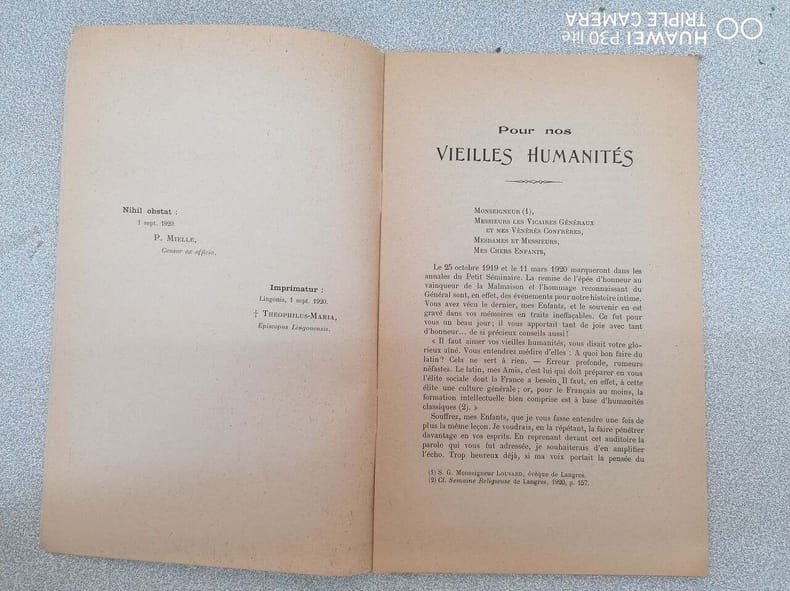 Nihil obstat :
1 sept. 1920.
P. Mielle,
Censor ex officio.
Imprimatur :
Lingonis, 1 sept. 1920.
† Theophilus-Maria,
Episcopus Lingonensis.
Pour nos
VIEILLES HUMANITÉS
Monseigneur (1),
Messieurs les Vicaires Généraux
et mes Vénérés Confrères,
Mesdames et Messieurs,
Mes Chers Enfants,
Le 25 octobre 1919 et le 11 mars 1920 marqueront dans les
annales du Petit Séminaire. La remise de l'épée d'honneur au
vainqueur de la Malmaison et l'hommage reconnaissant du
Général sont, en effet, des événements pour notre histoire intime.
Vous avez vécu le dernier, mes Enfants, et le souvenir en est
gravé dans vos mémoires en traits ineffaçables. Ce fut pour
vous un beau jour; il vous apportait tant de joie avec tant
d'honneur... de si précieux conseils aussi!
« Il faut aimer vos vieilles humanités, vous disait votre glo-
rieux aîné. Vous entendrez médire d'elles : A quoi bon faire du
latin? Cela ne sert à rien. — Erreur profonde, rumeurs
néfastes. Le latin, mes Amis, c'est lui qui doit préparer en vous
l'élite sociale dont la France a besoin. Il faut, en effet, à cette
élite une culture générale; or, pour le Français au moins, la
formation intellectuelle bien comprise est à base d'humanités
classiques (2). »
Souffrez, mes Enfants, que je vous fasse entendre une fois de
plus la même leçon. Je voudrais, en la répétant, la faire pénétrer
davantage en vos esprits. En reprenant devant cet auditoire la
parole qui vous fut adressée, je souhaiterais d'en amplifier
l'écho. Trop heureux déjà, si ma voix portait la pensée du
(1) S. G. Monseigneur Louvard, évêque de Langres.
(2) Cf. Semaine Religieuse de Langres, 1920, p. 157.
HUAWEI P30 lite
TRIPLE CAMERA